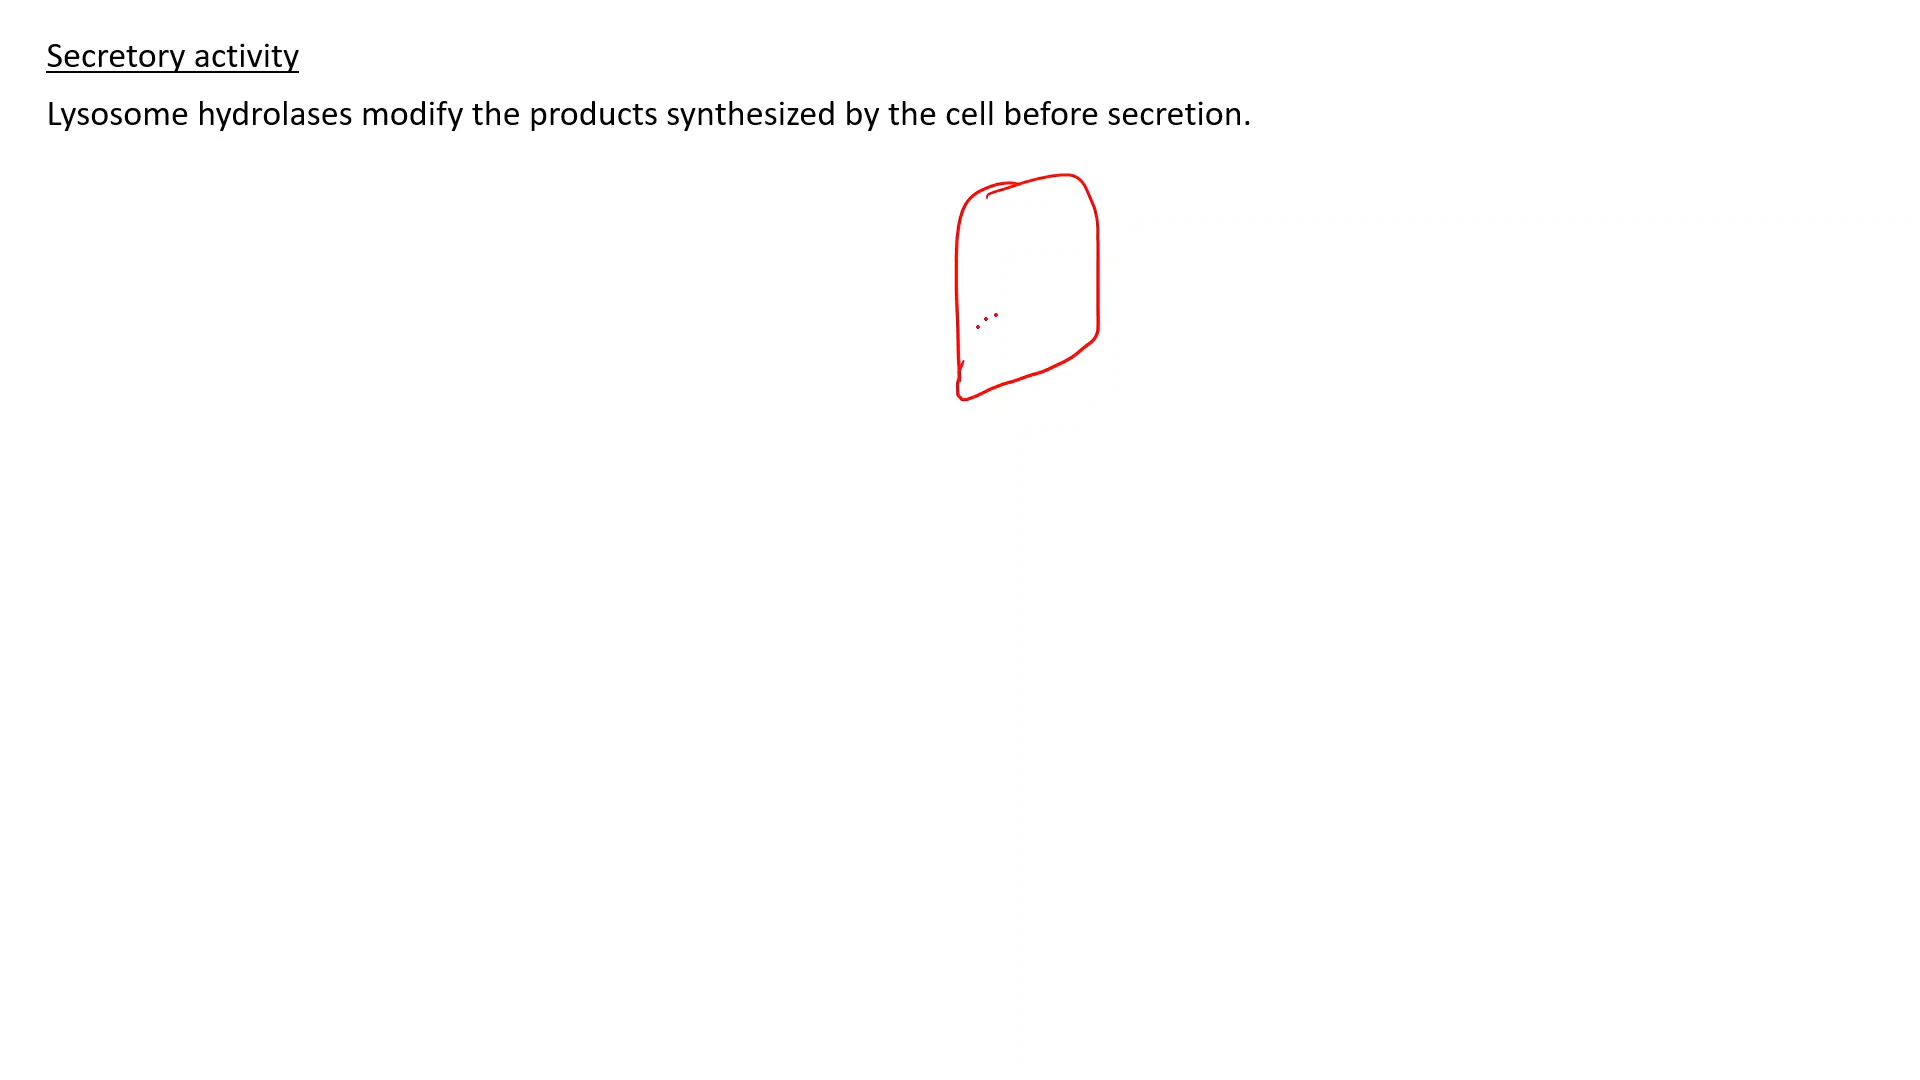 Secretory activity
Lysosome hydrolases modify the products synthesized by the cell before secretion.